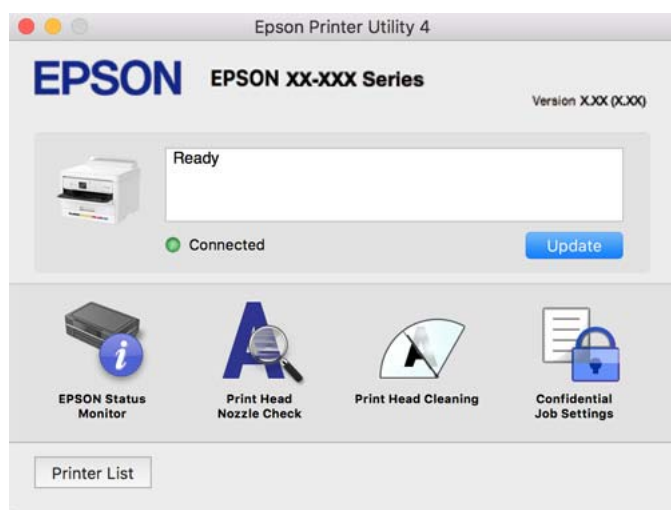 Epson Printer Utility 4
EPSON
EPSON XX-XXX Series
Version X.XX (X.XX)
Ready
Connected
Update
EPSON Status
Monitor
Print Head
Nozzle Check
Print Head Cleaning
Confidential
Job Settings
Printer List